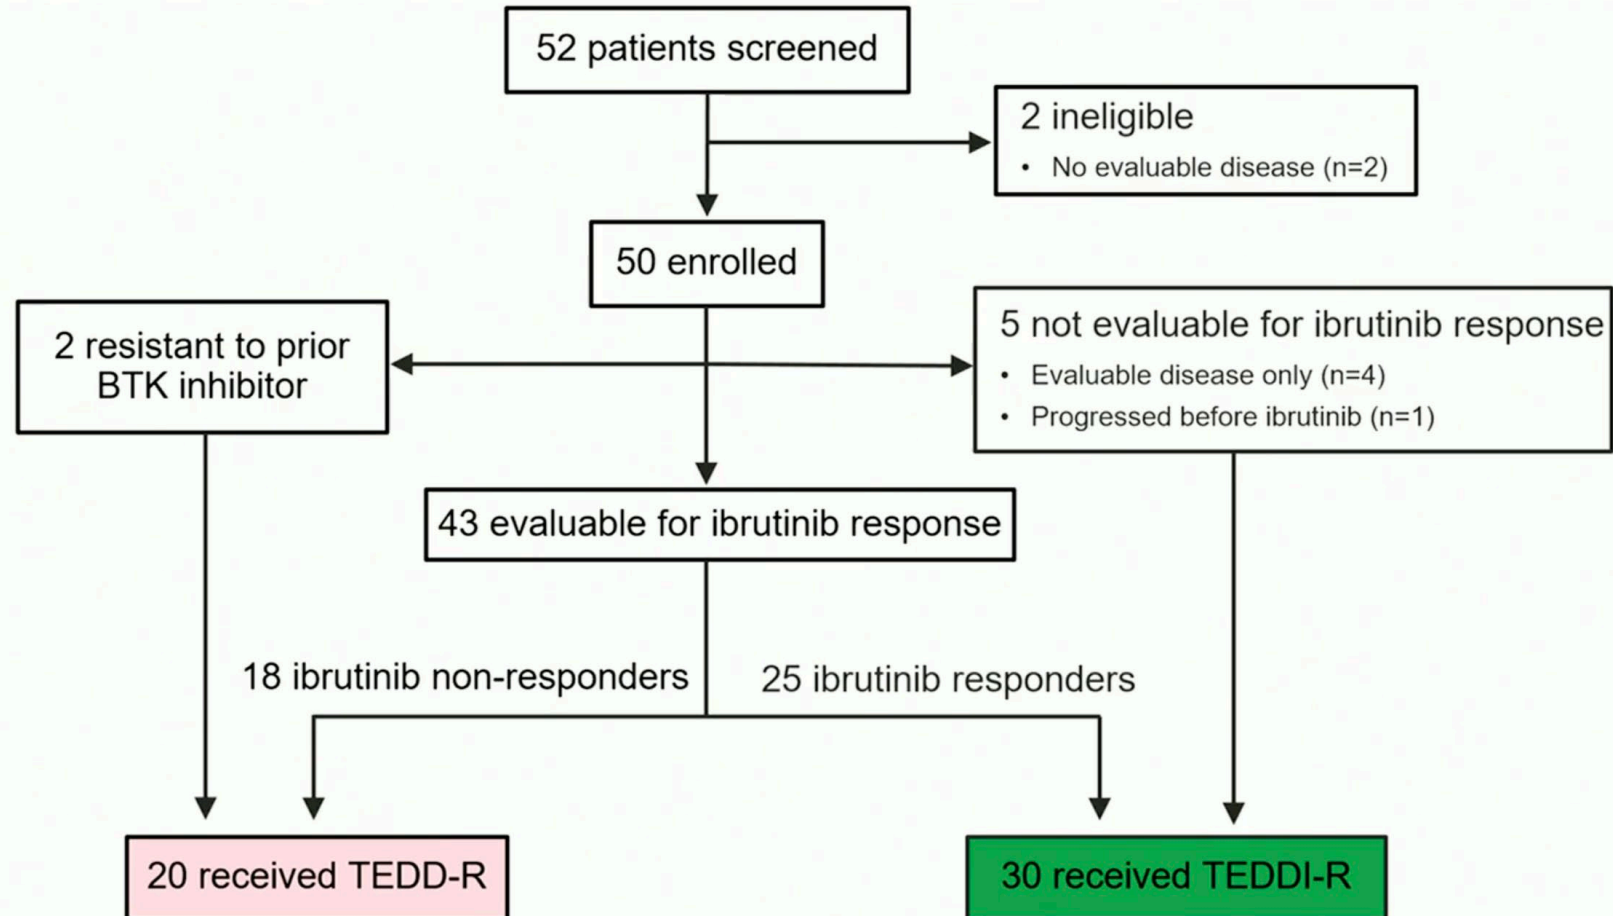 52 patients screened
2 ineligible
• No evaluable disease (n=2)
50 enrolled
2 resistant to prior
BTK inhibitor
5 not evaluable for ibrutinib response
• Evaluable disease only (n=4)
• Progressed before ibrutinib (n=1)
43 evaluable for ibrutinib response
18 ibrutinib non-responders
25 ibrutinib responders
20 received TEDD-R
30 received TEDDI-R